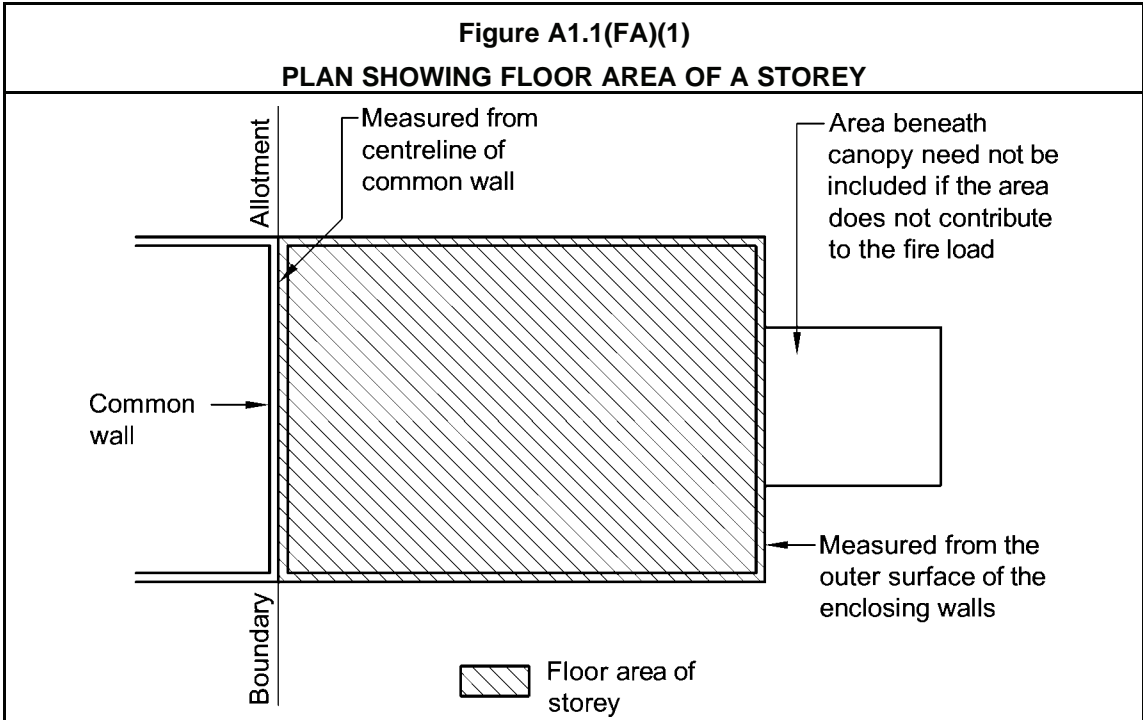 Figure A1.1(FA)(1)
PLAN SHOWING FLOOR AREA OF A STOREY
Allotment
Measured from
centreline of
common wall
Area beneath
canopy need not be
included if the area
does not contribute
to the fire load
Common
wall
Measured from the
outer surface of the
enclosing walls
Boundary
Floor area of
storey